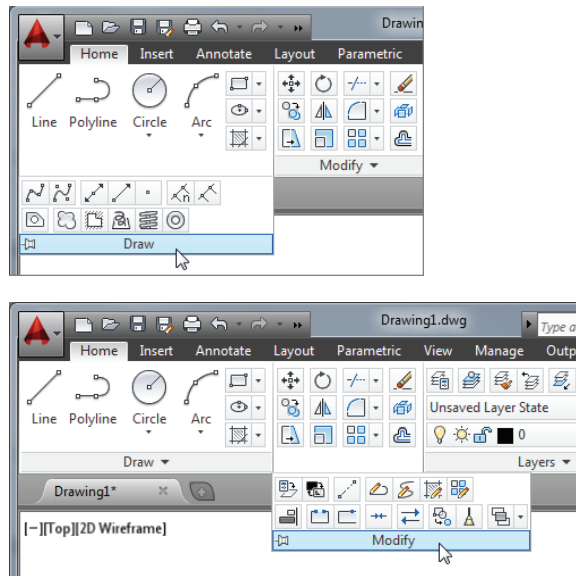 Drawin
Home Insert Annotate Layout Parametric
Line Polyline Circle Arc
Modify
n
Draw
Drawing1.dwg
Type a
Home Insert Annotate Layout Parametric View Manage Outp
Line Polyline Circle Arc
Unsaved Layer State
0
Draw
Layers
Drawing1*
[−][Top][2D Wireframe]
Modify